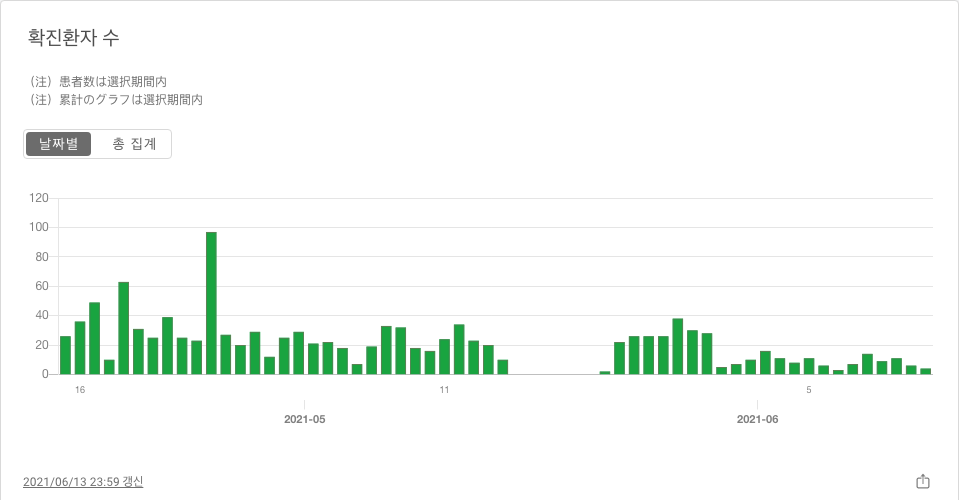 확진환자 수
（注）患者数は選択期間内
（注）累計のグラフは選択期間内
날짜별 총 집계
120
100
80
60
40
20
0
16 11 5
2021-05 2021-06
2021/06/13 23:59 갱신